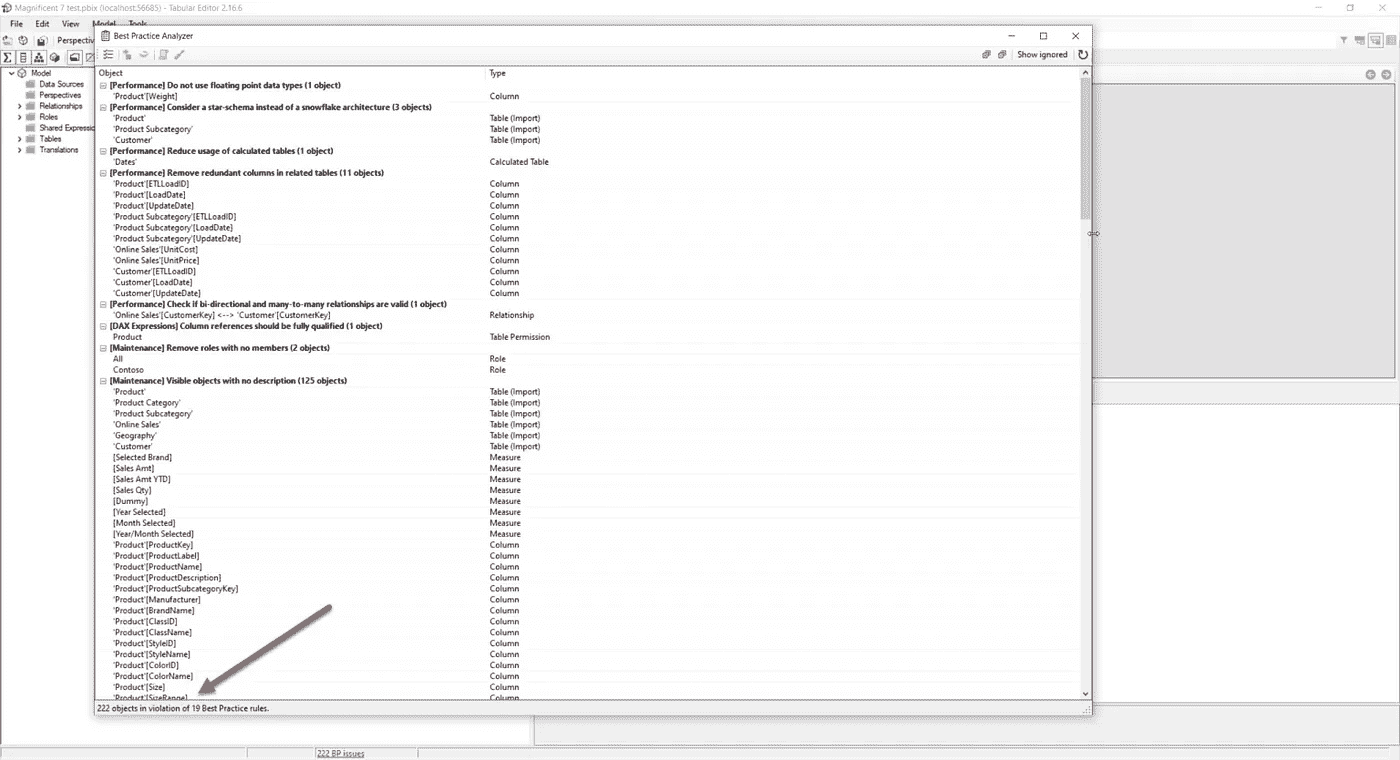 Magnificent 7 test.pbix (localhost:56685) - Tabular Editor 2.16.6
File Edit View Model Tools
Best Practice Analyzer
Perspectiv
Show ignored
Model
Data Sources
Perspectives
Relationships
Roles
Shared Expressio
Tables
Translations
Object Type
[Performance] Do not use floating point data types (1 object)
'Product'[Weight] Column
[Performance] Consider a star-schema instead of a snowflake architecture (3 objects)
'Product' Table (Import)
'Product Subcategory' Table (Import)
'Customer' Table (Import)
[Performance] Reduce usage of calculated tables (1 object)
'Dates' Calculated Table
[Performance] Remove redundant columns in related tables (11 objects)
'Product'[ETLLoadID] Column
'Product'[LoadDate] Column
'Product'[UpdateDate] Column
'Product Subcategory'[ETLLoadID] Column
'Product Subcategory'[LoadDate] Column
'Product Subcategory'[UpdateDate] Column
'Online Sales'[UnitCost] Column
'Online Sales'[UnitPrice] Column
'Customer'[ETLLoadID] Column
'Customer'[LoadDate] Column
'Customer'[UpdateDate] Column
[Performance] Check if bi-directional and many-to-many relationships are valid (1 object)
'Online Sales'[CustomerKey] <--> 'Customer'[CustomerKey] Relationship
[DAX Expressions] Column references should be fully qualified (1 object)
Product Table Permission
[Maintenance] Remove roles with no members (2 objects)
All Role
Contoso Role
[Maintenance] Visible objects with no description (125 objects)
'Product' Table (Import)
'Product Category' Table (Import)
'Product Subcategory' Table (Import)
'Online Sales' Table (Import)
'Geography' Table (Import)
'Customer' Table (Import)
[Selected Brand] Measure
[Sales Amt] Measure
[Sales Amt YTD] Measure
[Sales Qty] Measure
[Dummy] Measure
[Year Selected] Measure
[Month Selected] Measure
[Year/Month Selected] Measure
'Product'[ProductKey] Column
'Product'[ProductLabel] Column
'Product'[ProductName] Column
'Product'[ProductDescription] Column
'Product'[ProductSubcategoryKey] Column
'Product'[Manufacturer] Column
'Product'[BrandName] Column
'Product'[ClassID] Column
'Product'[ClassName] Column
'Product'[StyleID] Column
'Product'[StyleName] Column
'Product'[ColorID] Column
'Product'[ColorName] Column
'Product'[Size] Column
'Product'[SizeRange] Column
222 objects in violation of 19 Best Practice rules.
222 BP issues